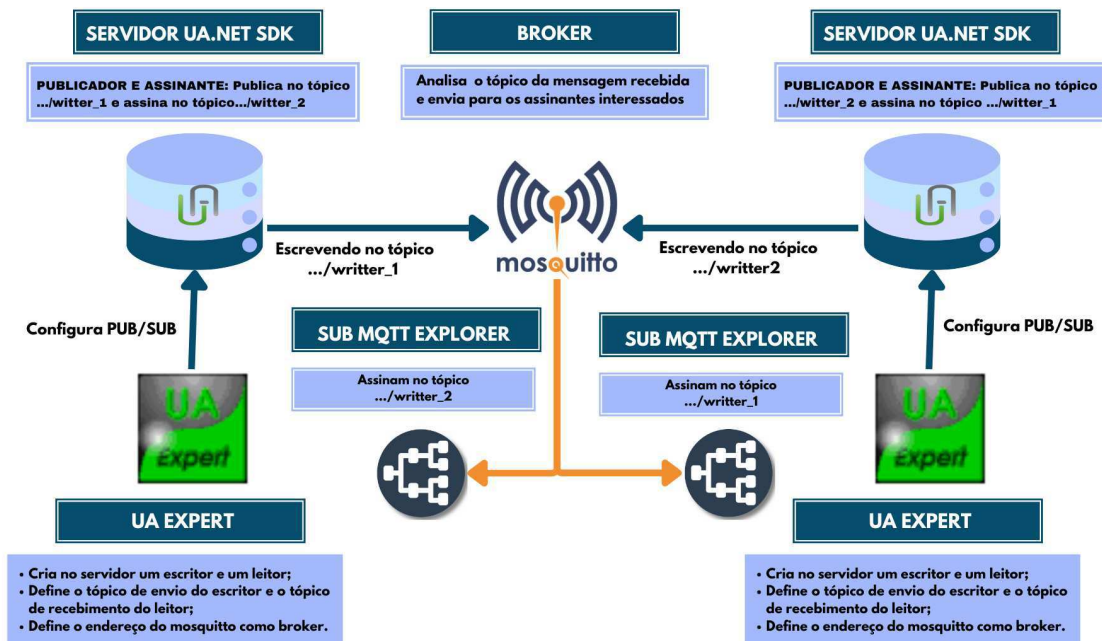 SERVIDOR UA.NET SDK
PUBLICADOR E ASSINANTE: Publica no tópico
.../witter_1 e assina no tópico.../witter_2
BROKER
Analisa o tópico da mensagem recebida
e envia para os assinantes interessados
SERVIDOR UA.NET SDK
PUBLICADOR E ASSINANTE: Publica no tópico
.../witter_2 e assina no tópico .../witter_1
UA
Escrevendo no tópico
.../writter_1
mosquitto
Escrevendo no tópico
.../writter2
UA
Configura PUB/SUB
SUB MQTT EXPLORER
Assinam no tópico
.../writter_2
SUB MQTT EXPLORER
Assinam no tópico
.../writter_1
Configura PUB/SUB
UA
Expert
UA
Expert
UA EXPERT
• Cria no servidor um escritor e um leitor;
• Define o tópico de envio do escritor e o tópico
de recebimento do leitor;
• Define o endereço do mosquitto como broker.
UA EXPERT
• Cria no servidor um escritor e um leitor;
• Define o tópico de envio do escritor e o tópico
de recebimento do leitor;
• Define o endereço do mosquitto como broker.